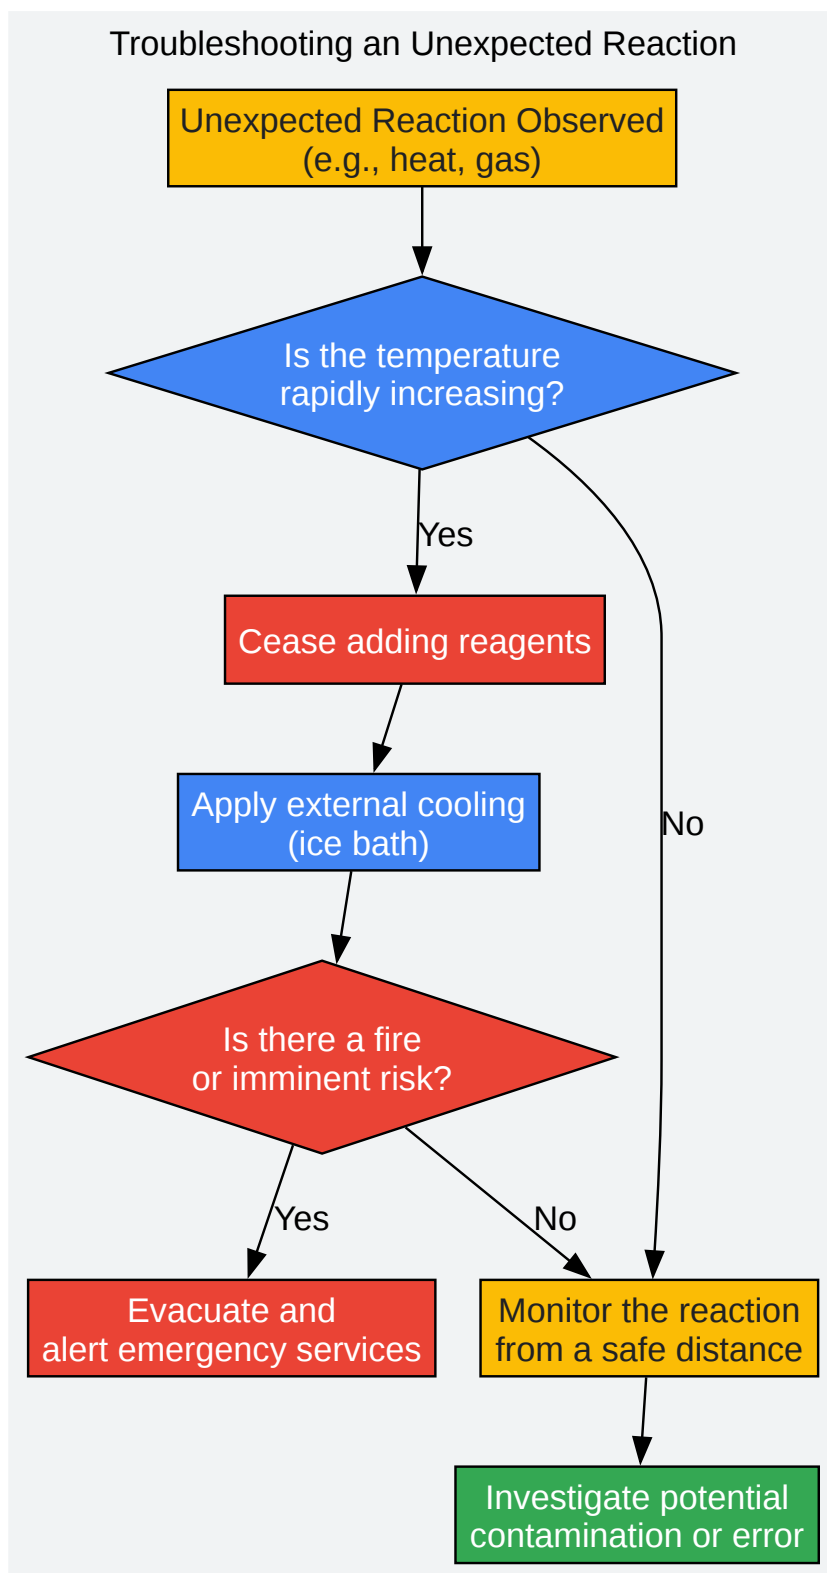 Troubleshooting an Unexpected Reaction
Unexpected Reaction Observed
(e.g., heat, gas)
Is the temperature
rapidly increasing?
Yes
Cease adding reagents
Apply external cooling
(ice bath)
No
Is there a fire
or imminent risk?
Yes
No
Evacuate and
alert emergency services
Monitor the reaction
from a safe distance
Investigate potential
contamination or error